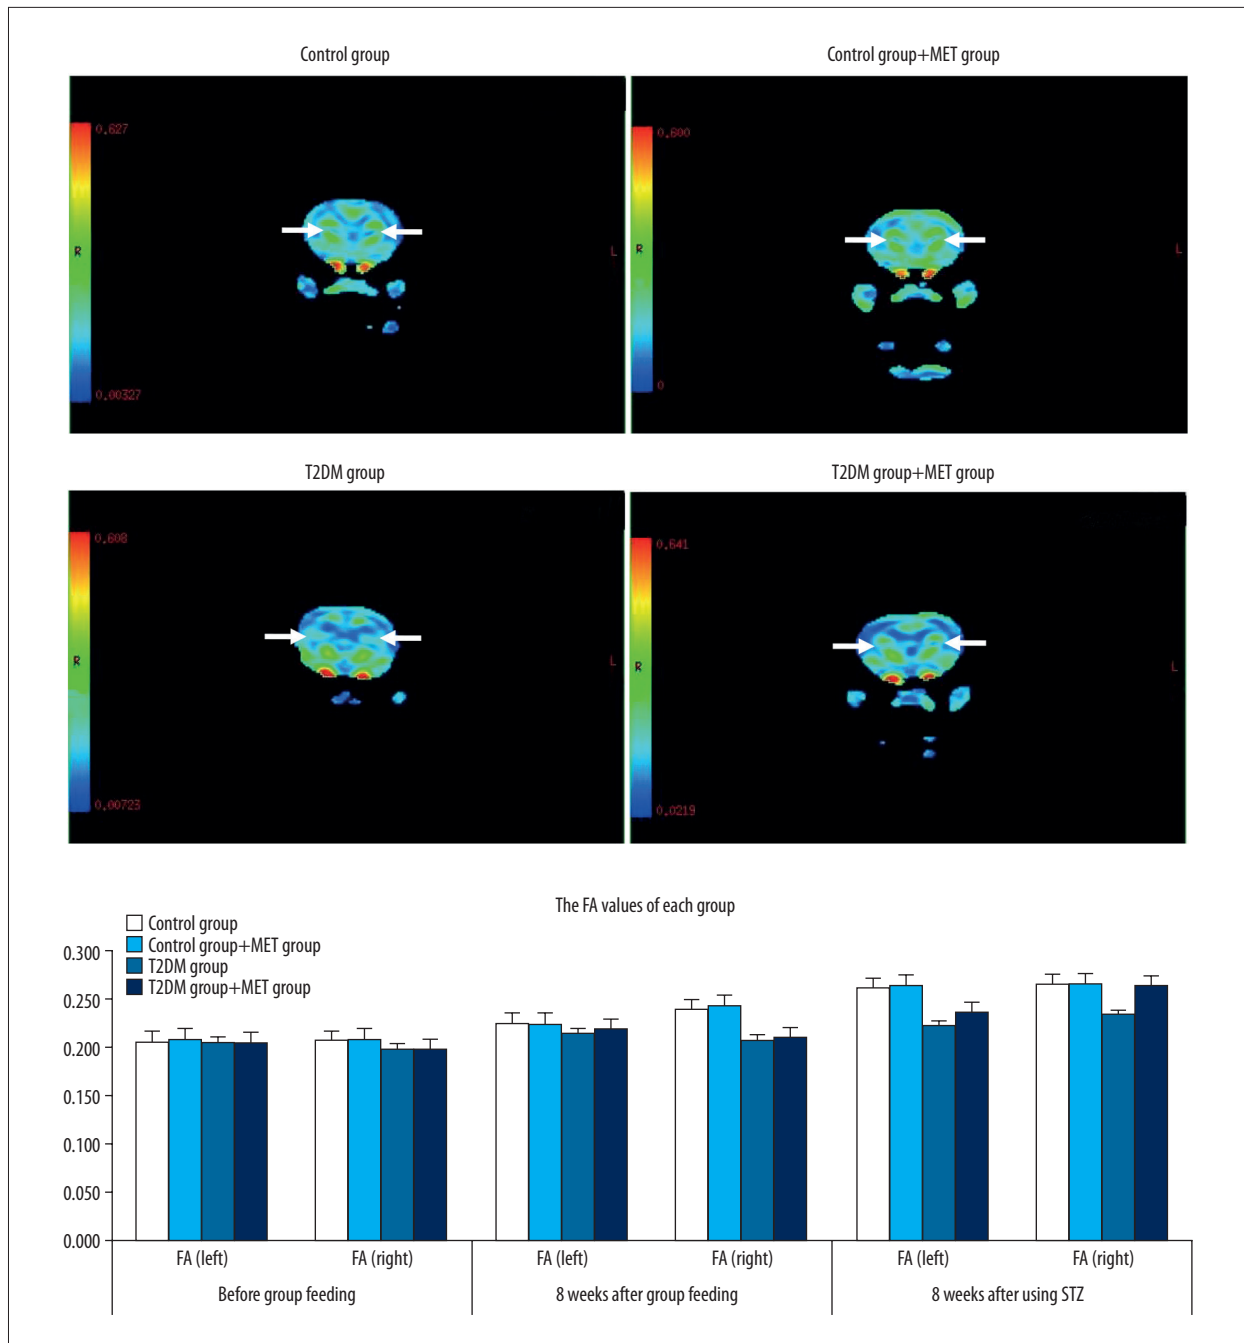 Control group
Control group+MET group
0.627
R
L
0.00327
0.600
R
L
0
T2DM group
T2DM group+MET group
0.608
R
L
0.00723
0.641
R
L
0.0219
The FA values of each group
Control group
Control group+MET group
T2DM group
T2DM group+MET group
0.300
0.250
0.200
0.150
0.100
0.050
0.000
FA (left)
FA (right)
FA (left)
FA (right)
FA (left)
FA (right)
Before group feeding
8 weeks after group feeding
8 weeks after using STZ